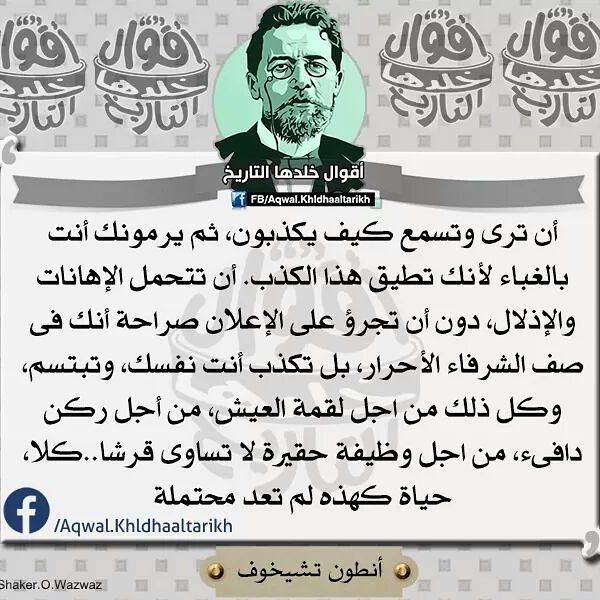 أقوال خلدها التاريخ
أقوال خلدها التاريخ
أقوال خلدها التاريخ
أقوال خلدها التاريخ
أقوال خلدها التاريخ
FB/Aqwal.Khldhaaltarikh
أن ترى وتسمع كيف يكذبون، ثم يرمونك أنت
بالغباء لأنك تطيق هذا الكذب. أن تتحمل الإهانات
والإذلال، دون أن تجرؤ على الإعلان صراحة أنك فى
صف الشرفاء الأحرار، بل تكذب أنت نفسك، وتبتسم،
وكل ذلك من اجل لقمة العيش، من أجل ركن
دافىء، من اجل وظيفة حقيرة لا تساوى قرشا..كلا،
حياة كهذه لم تعد محتملة
/Aqwal.Khldhaaltarikh
أنطون تشيخوف
Shaker.O.Wazwaz